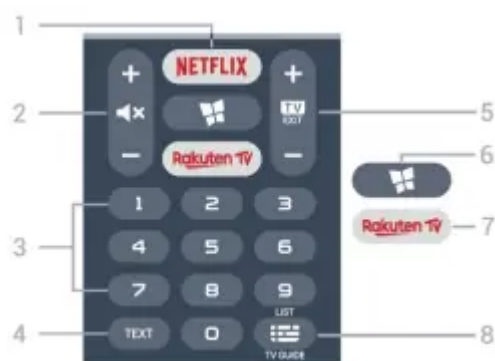 1
+ NETFLIX +
2
TV
EXIT
5
6
- Rakuten TV -
Rakuten TV 7
1 2 3
3
4 5 6
7 8 9
LIST
4 TEXT 0
8
TV GUIDE